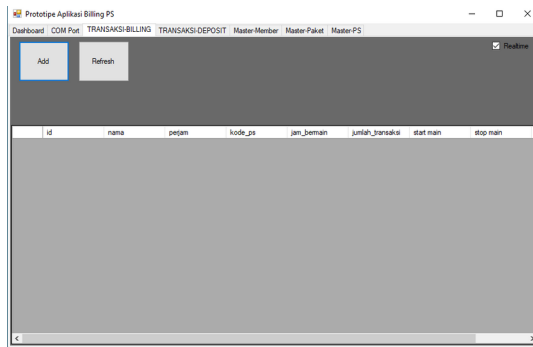 Prototipe Aplikasi Billing PS
Dashboard COM Port TRANSAKSI-BILLING TRANSAKSI-DEPOSIT Master-Member Master-Paket Master-PS
Add Refresh Realtime
id nama perjam kode_ps jam_bermain jumlah_transaksi start main stop main